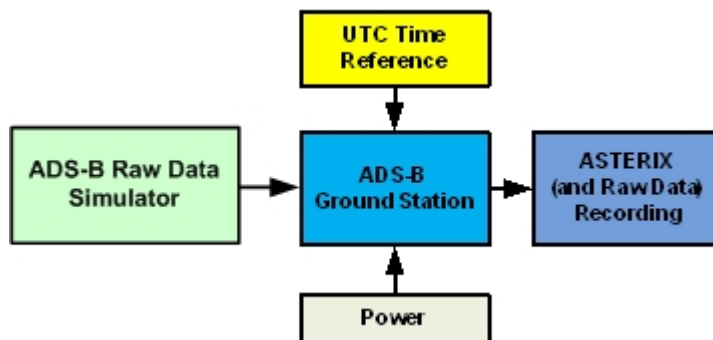 UTC Time
Reference
ADS-B Raw Data
Simulator
ADS-B
Ground Station
ASTERIX
(and Raw Data)
Recording
Power